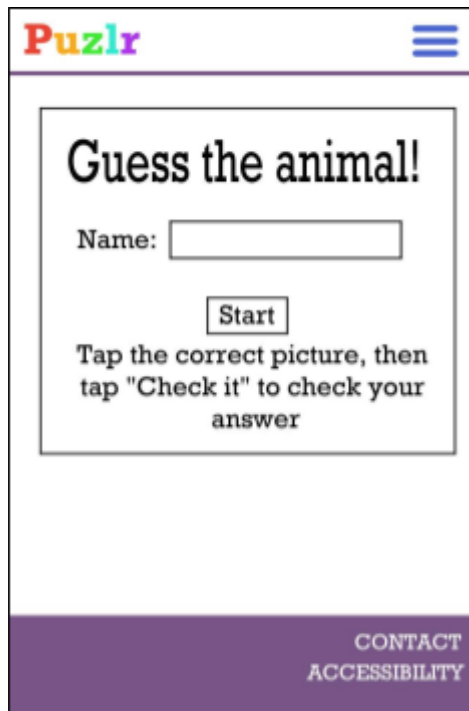 Puzlr
Guess the animal!
Name:
Start
Tap the correct picture, then
tap "Check it" to check your
answer
CONTACT
ACCESSIBILITY